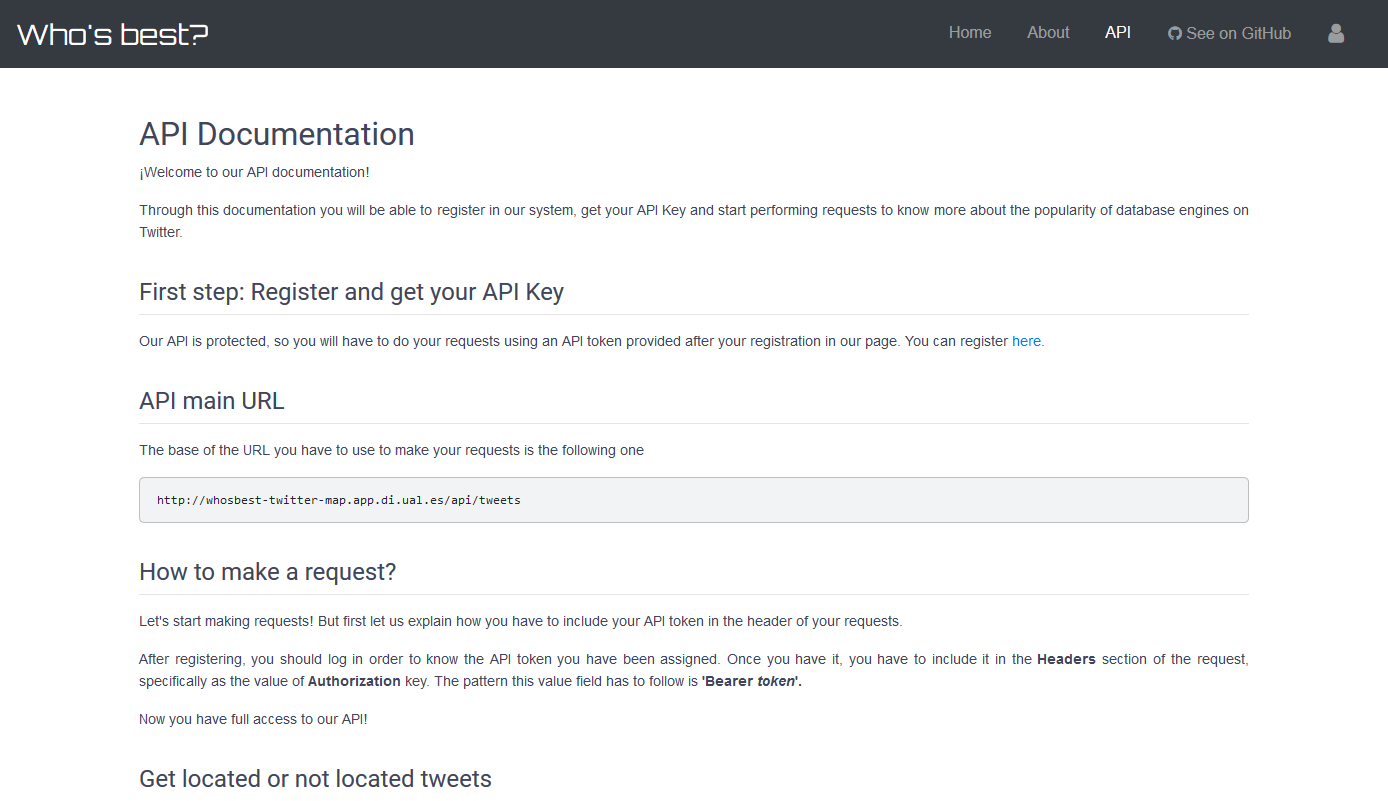 Who's best?
Home
About
API
See on GitHub
API Documentation
¡Welcome to our API documentation!
Through this documentation you will be able to register in our system, get your API Key and start performing requests to know more about the popularity of database engines on
Twitter.
First step: Register and get your API Key
Our API is protected, so you will have to do your requests using an API token provided after your registration in our page. You can register here.
API main URL
The base of the URL you have to use to make your requests is the following one
http://whosbest-twitter-map.app.di.ual.es/api/tweets
How to make a request?
Let's start making requests! But first let us explain how you have to include your API token in the header of your requests.
After registering, you should log in order to know the API token you have been assigned. Once you have it, you have to include it in the Headers section of the request,
specifically as the value of Authorization key. The pattern this value field has to follow is 'Bearer token'.
Now you have full access to our API!
Get located or not located tweets